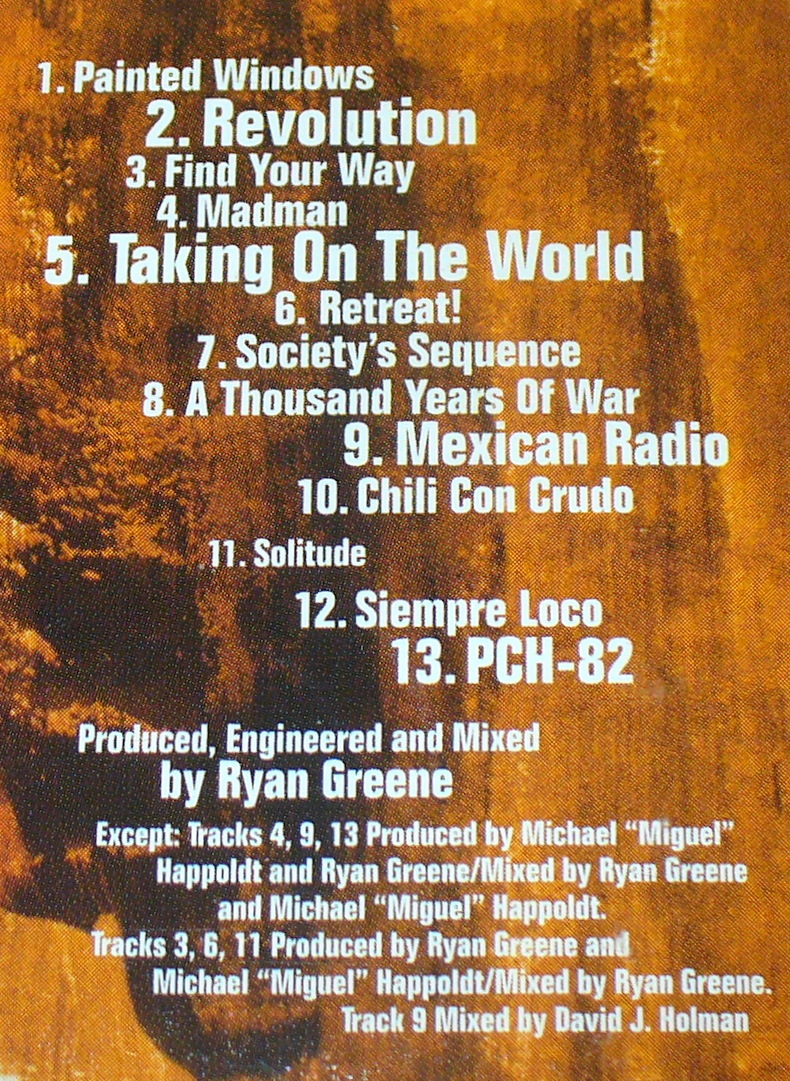 1. Painted Windows
2. Revolution
3. Find Your Way
4. Madman
5. Taking On The World
6. Retreat!
7. Society's Sequence
8. A Thousand Years Of War
9. Mexican Radio
10. Chili Con Crudo
11. Solitude
12. Siempre Loco
13. PCH-82
Produced, Engineered and Mixed
by Ryan Greene
Except: Tracks 4, 9, 13 Produced by Michael “Miguel”
Happoldt and Ryan Greene/Mixed by Ryan Greene
and Michael “Miguel” Happoldt.
Tracks 3, 6, 11 Produced by Ryan Greene and
Michael “Miguel” Happoldt/Mixed by Ryan Greene.
Track 9 Mixed by David J. Holman